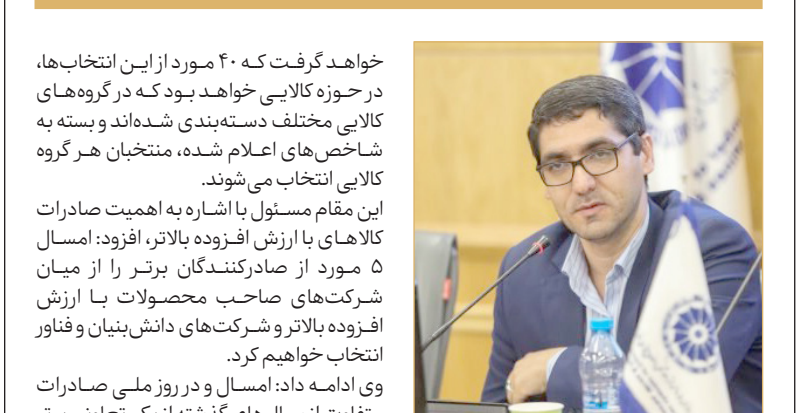 خواهد گرفت که ۴۰ مورد از این انتخاب‌ها،
در حوزه کالایی خواهد بود که در گروه‌های
کالایی مختلف دسته‌بندی شده‌اند و بسته به
شاخص‌های اعلام شده، منتخبان هر گروه
کالایی انتخاب می‌شوند.
این مقام مسئول با اشاره به اهمیت صادرات
کالاهای با ارزش افزوده بالاتر، افزود: امسال
۵ مورد از صادرکنندگان برتر را از میان
شرکت‌های صاحب محصولات با ارزش
افزوده بالاتر و شرکت‌های دانش‌بنیان و فناور
انتخاب خواهیم کرد.
وی ادامه داد: امسال و در روز ملی صادرات